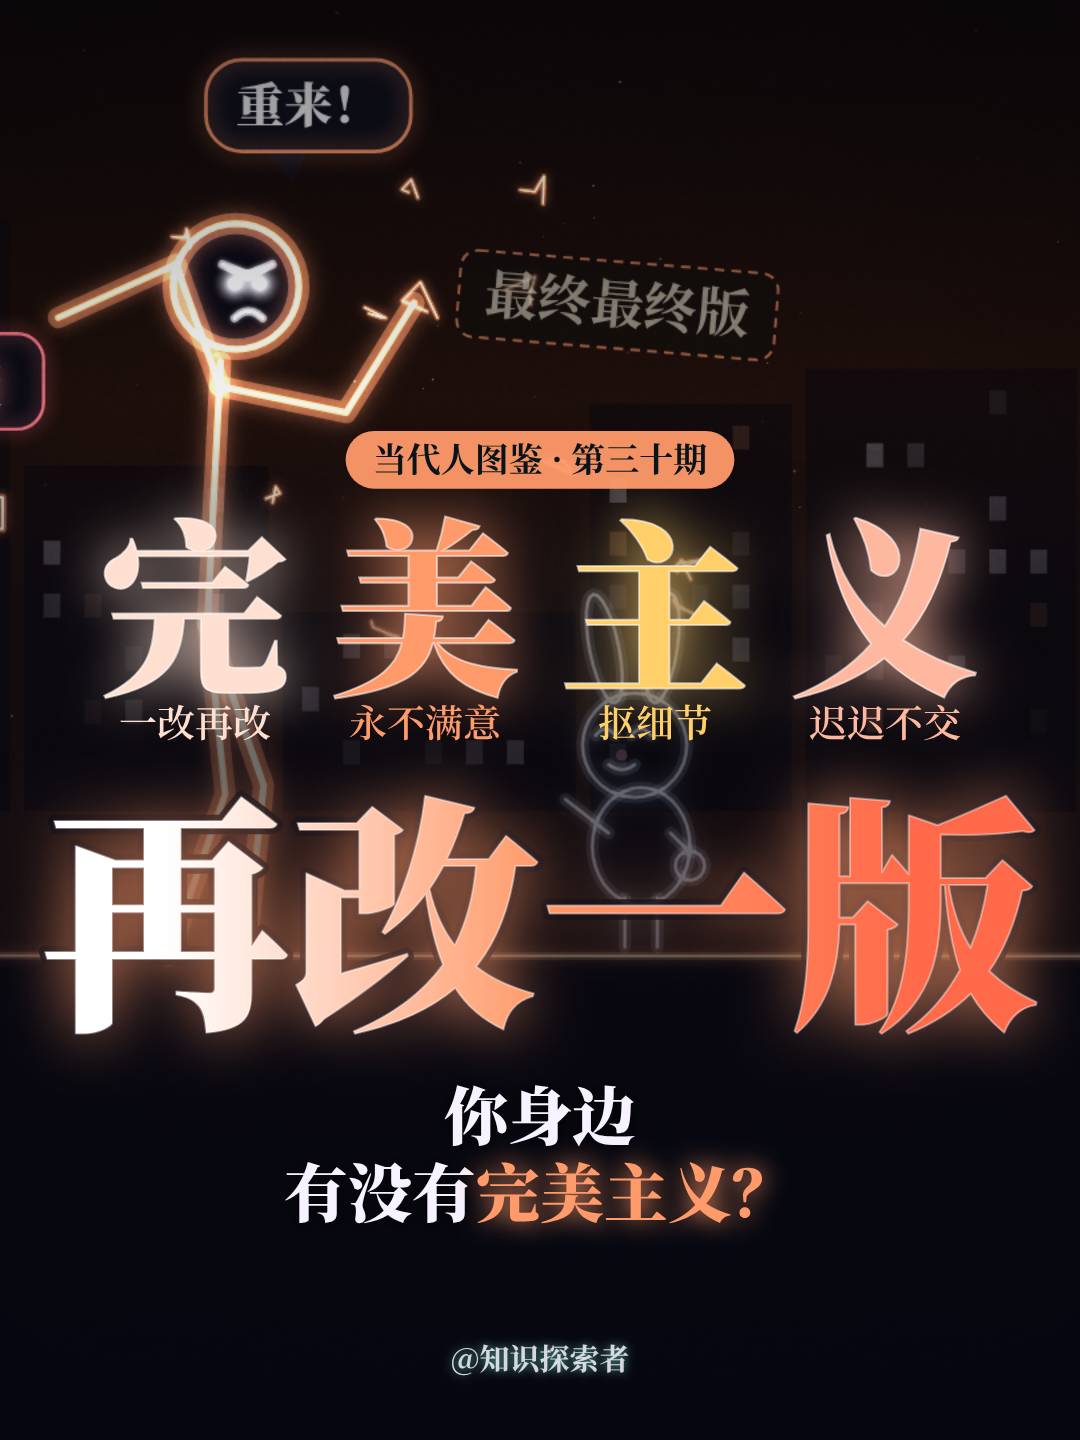 重来！
最终最终版
当代人图鉴·第三十期
完美主义
一改再改 永不满意 抠细节 迟迟不交
再改一版
你身边
有没有完美主义？
@知识探索者